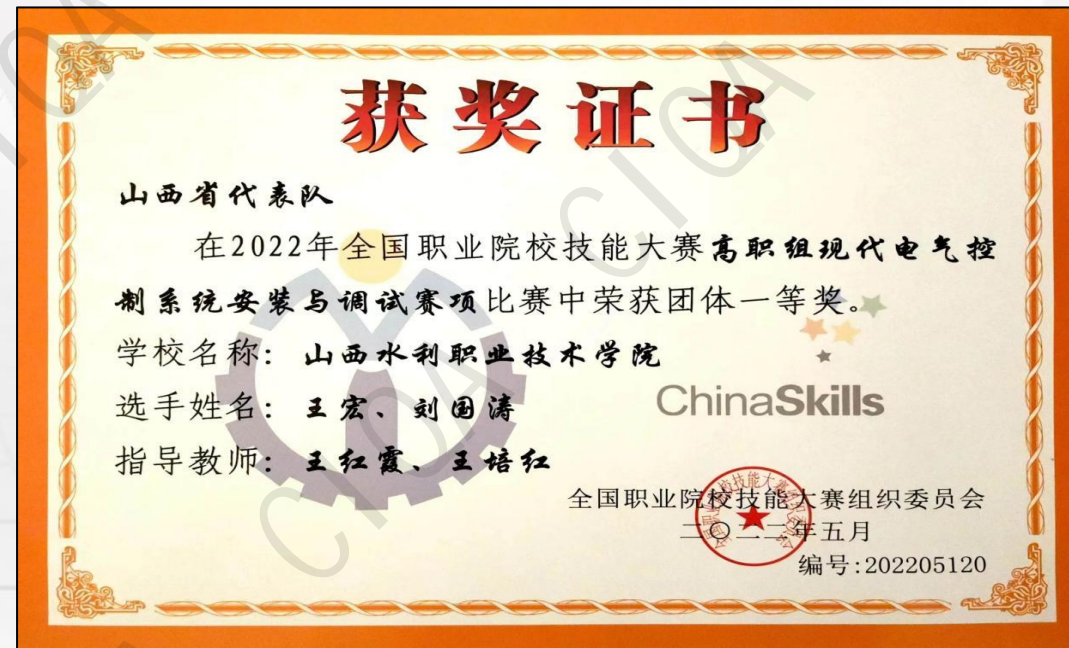 获奖证书
山西省代表队
在2022年全国职业院校技能大赛高职组现代电气控
制系统安装与调试赛项比赛中荣获团体一等奖。
学校名称：山西水利职业技术学院
ChinaSkills
选手姓名：王宏、刘国涛
指导教师：王红霞、王培红
全国职业院校技能大赛组织委员会
二〇二二年五月
编号:202205120
CIQA CIQA